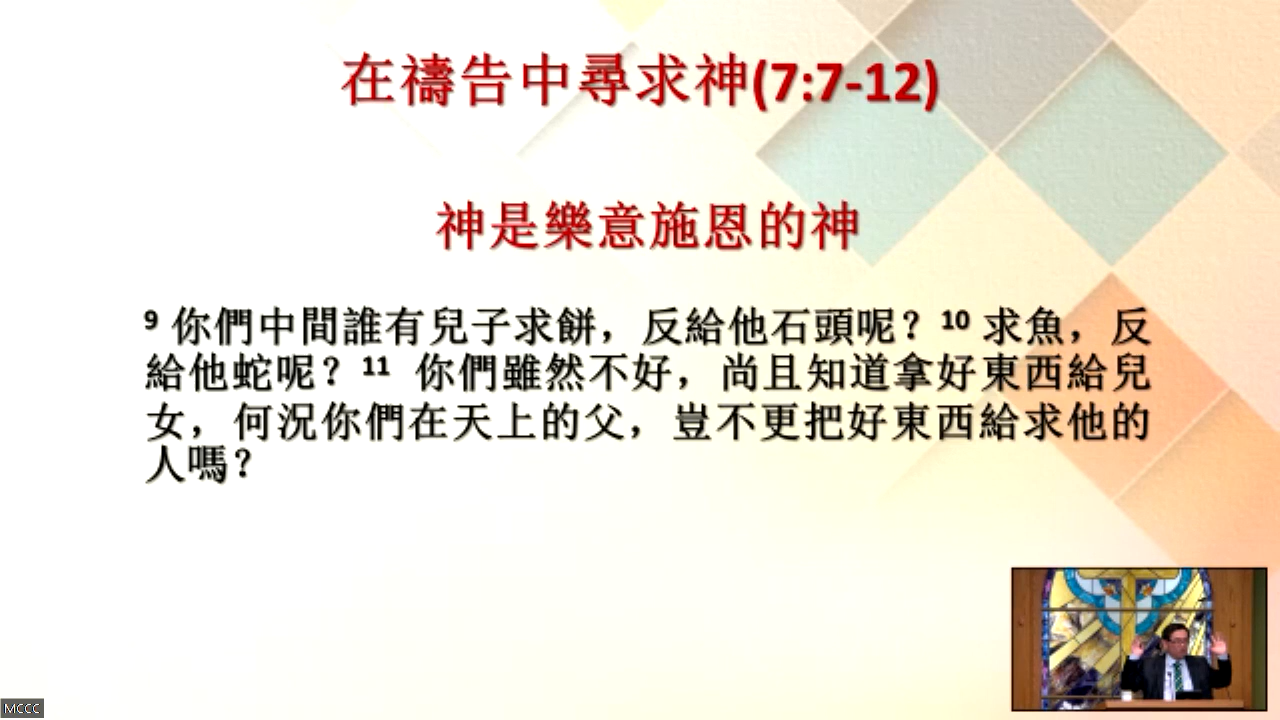 在禱告中尋求神(7:7-12)
神是樂意施恩的神
9 你們中間誰有兒子求餅，反給他石頭呢？10 求魚，反
給他蛇呢？11 你們雖然不好，尚且知道拿好東西給兒
女，何況你們在天上的父，豈不更把好東西給求他的
人嗎？
MCCC